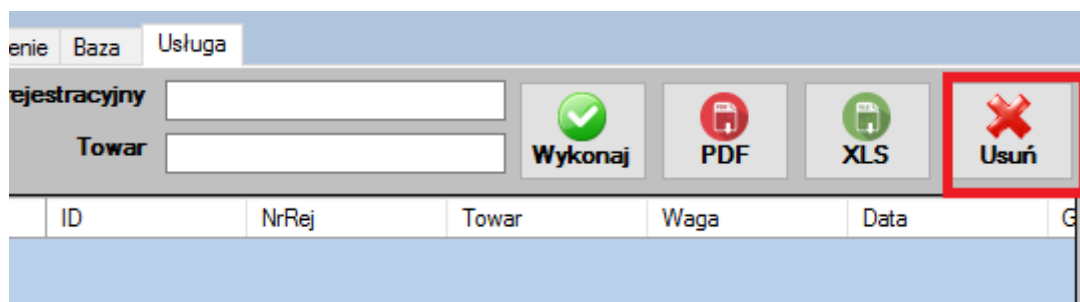 enie Baza Usługa
rejestracyjny
Towar
Wykonaj PDF XLS Usuń
ID NrRej Towar Waga Data G